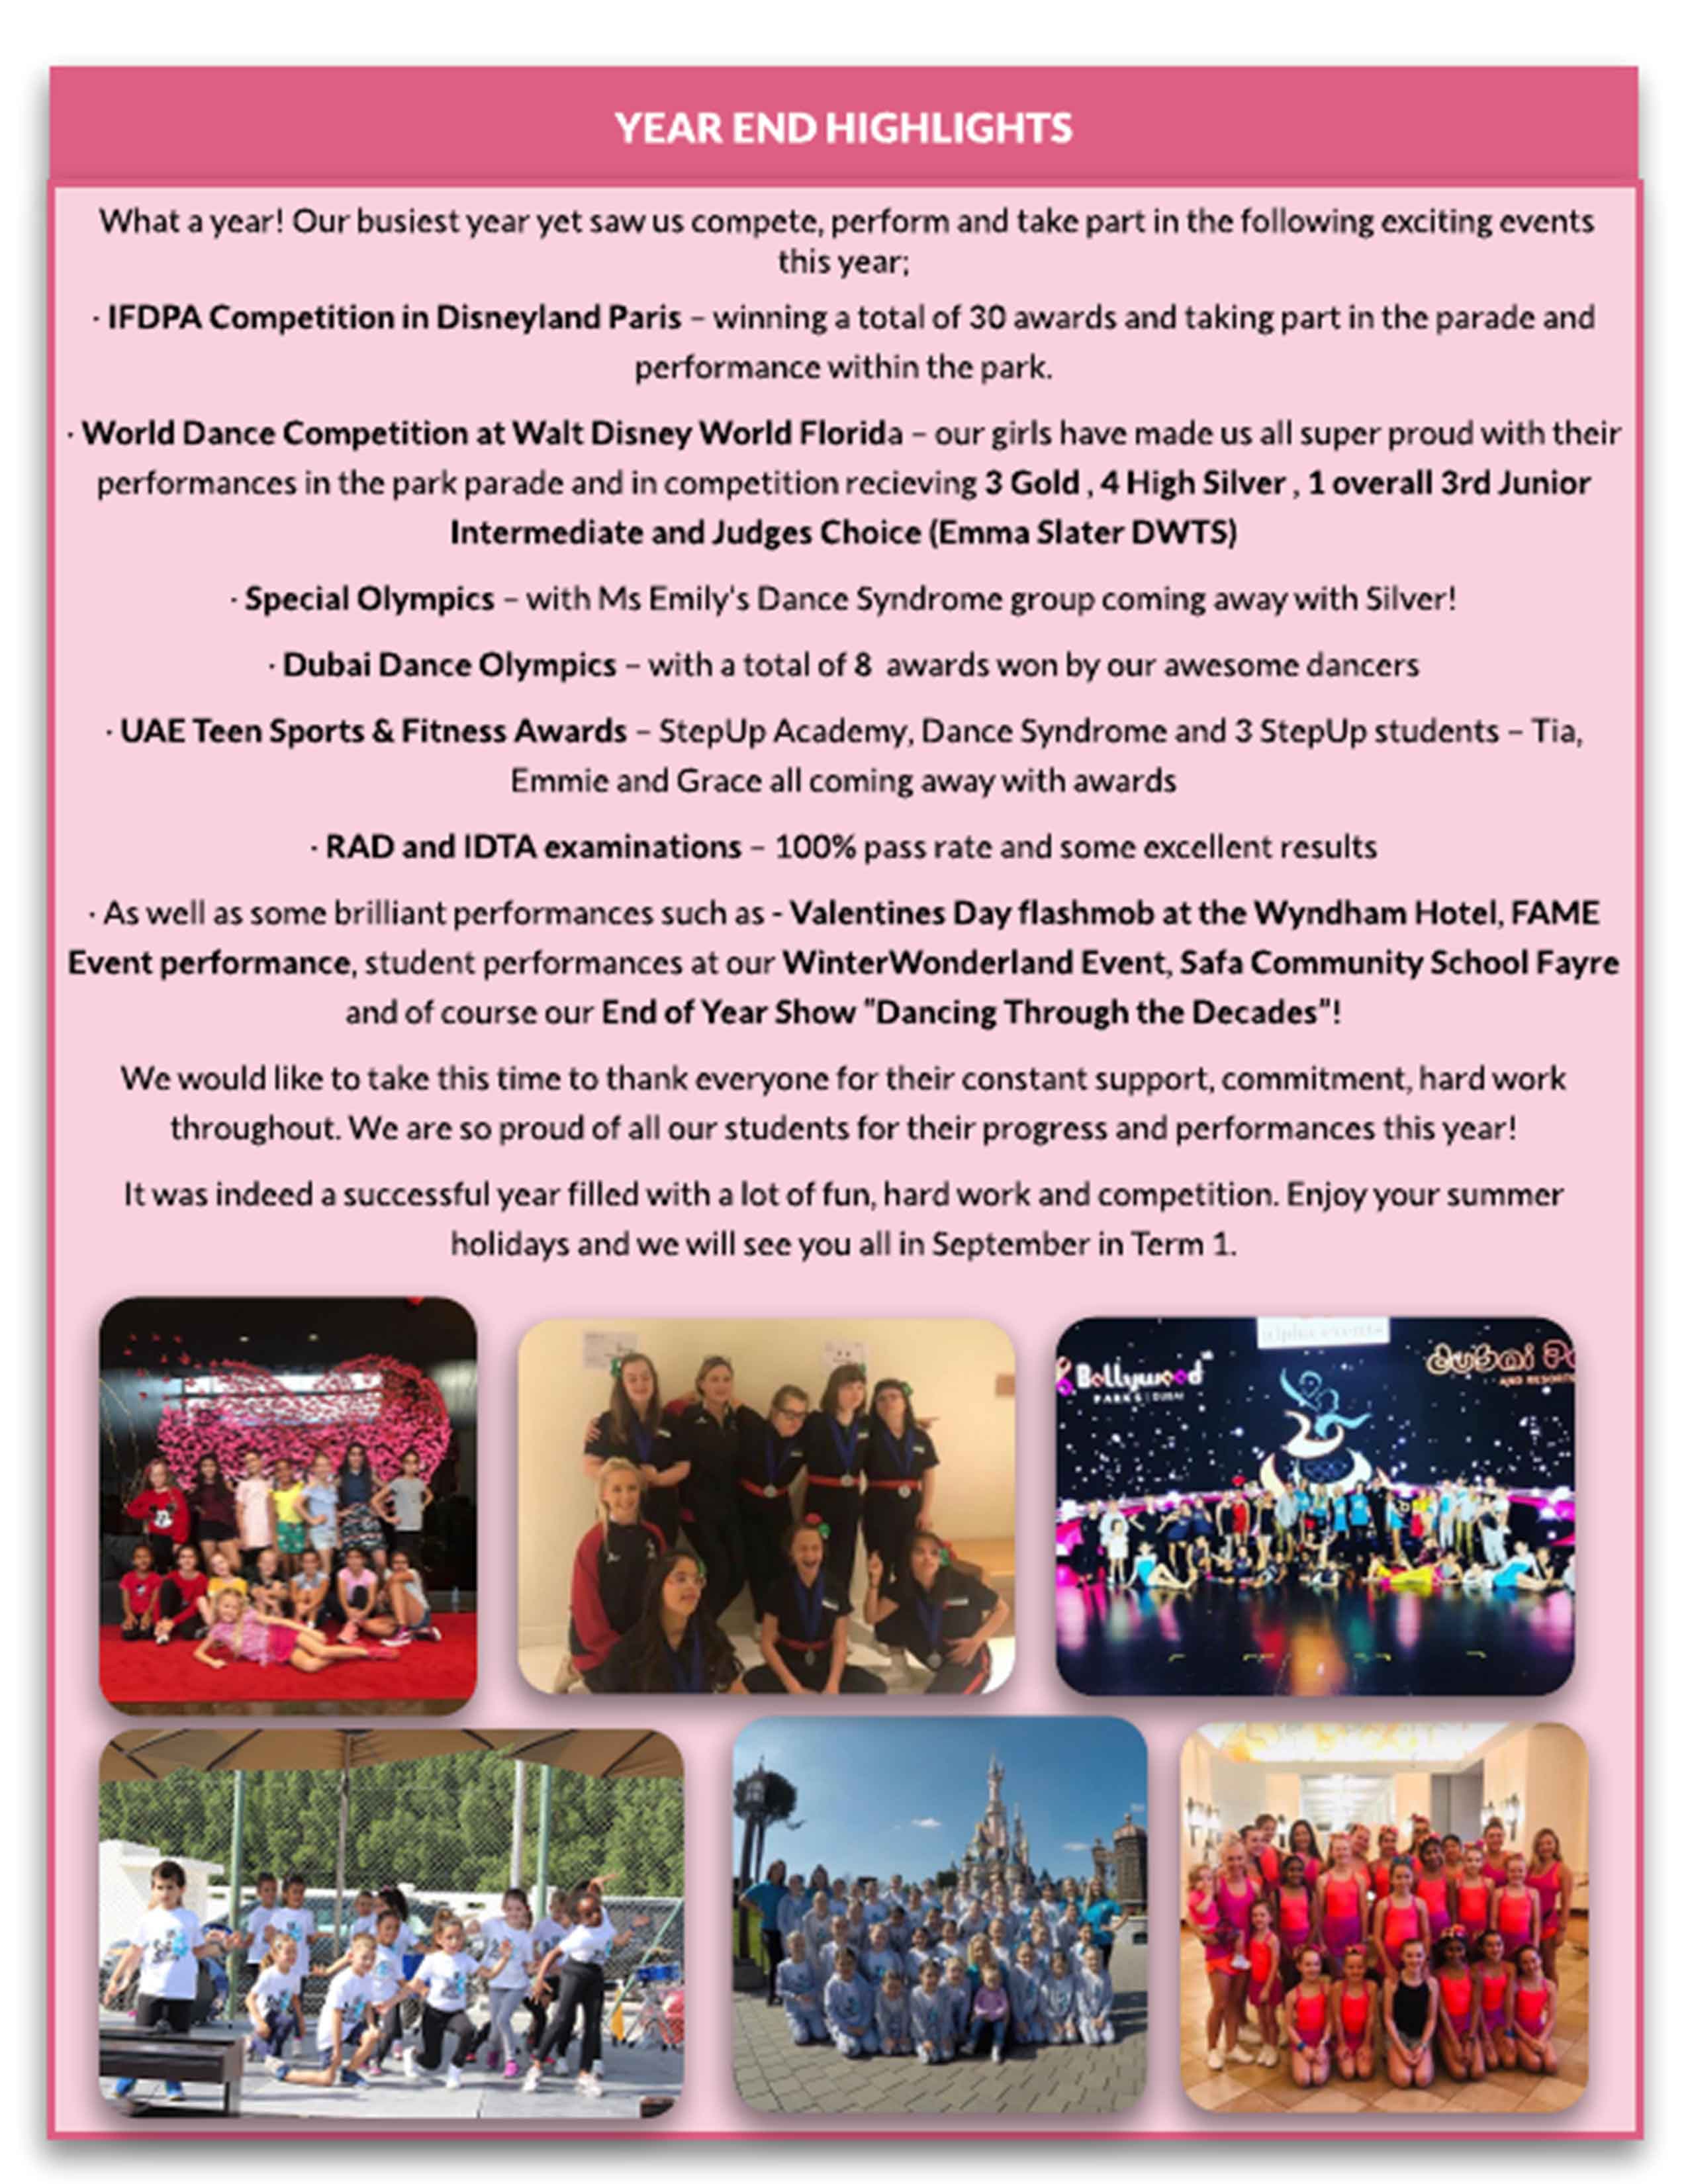 YEAR END HIGHLIGHTS
What a year! Our busiest year yet saw us compete, perform and take part in the following exciting events
this year;
· IFDPA Competition in Disneyland Paris – winning a total of 30 awards and taking part in the parade and
performance within the park.
· World Dance Competition at Walt Disney World Florida – our girls have made us all super proud with their
performances in the park parade and in competition recieving 3 Gold , 4 High Silver , 1 overall 3rd Junior
Intermediate and Judges Choice (Emma Slater DWTS)
· Special Olympics – with Ms Emily's Dance Syndrome group coming away with Silver!
· Dubai Dance Olympics – with a total of 8 awards won by our awesome dancers
· UAE Teen Sports & Fitness Awards – StepUp Academy, Dance Syndrome and 3 StepUp students – Tia,
Emmie and Grace all coming away with awards
· RAD and IDTA examinations – 100% pass rate and some excellent results
· As well as some brilliant performances such as - Valentines Day flashmob at the Wyndham Hotel, FAME
Event performance, student performances at our WinterWonderland Event, Safa Community School Fayre
and of course our End of Year Show "Dancing Through the Decades"!
We would like to take this time to thank everyone for their constant support, commitment, hard work
throughout. We are so proud of all our students for their progress and performances this year!
It was indeed a successful year filled with a lot of fun, hard work and competition. Enjoy your summer
holidays and we will see you all in September in Term 1.
Bollywood
PARKS DUBAI